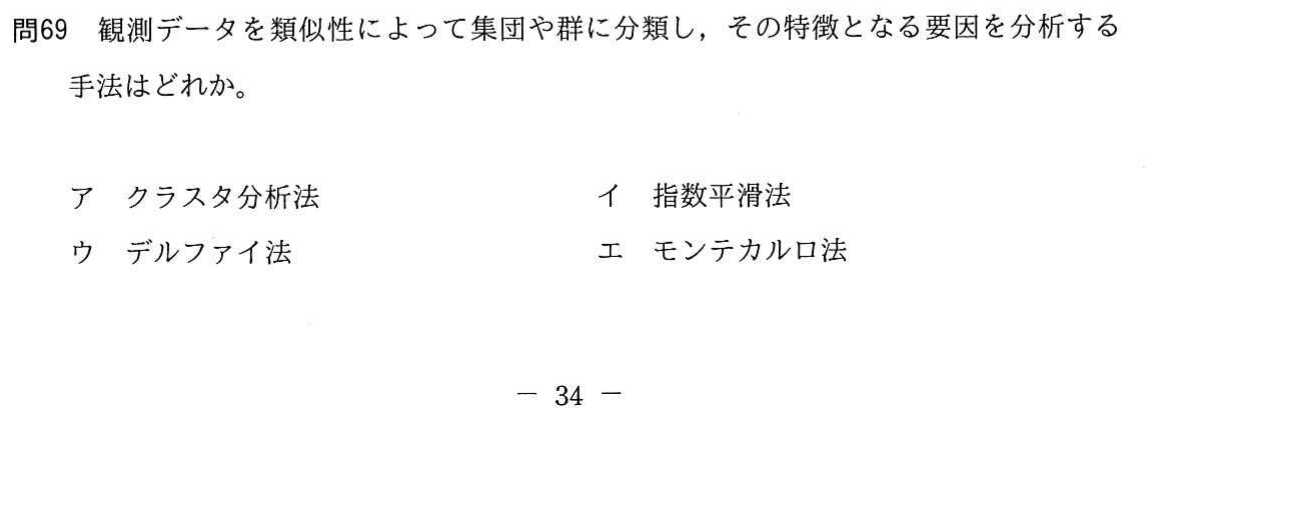 問69　観測データを類似性によって集団や群に分類し，その特徴となる要因を分析する
手法はどれか。
ア　クラスタ分析法　イ　指数平滑法
ウ　デルファイ法　エ　モンテカルロ法
－ 34 －